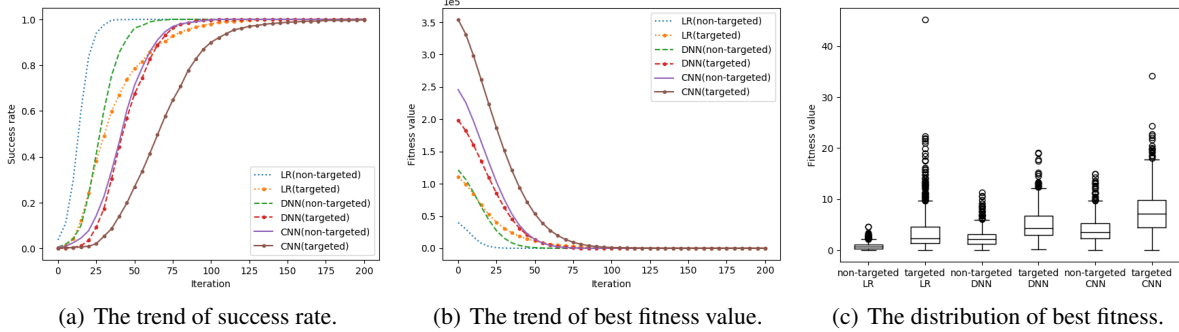 1.0
0.8
0.6
0.4
0.2
0.0
Success rate
LR(non-targeted)
LR(targeted)
DNN(non-targeted)
DNN(targeted)
CNN(non-targeted)
CNN(targeted)
0 25 50 75 100 125 150 175 200
Iteration
(a) The trend of success rate.
1e5
3.5
3.0
2.5
2.0
1.5
1.0
0.5
0.0
Fitness value
LR(non-targeted)
LR(targeted)
DNN(non-targeted)
DNN(targeted)
CNN(non-targeted)
CNN(targeted)
0 25 50 75 100 125 150 175 200
Iteration
(b) The trend of best fitness value.
40
30
20
10
0
Fitness value
non-targeted targeted non-targeted targeted non-targeted targeted
LR LR DNN DNN CNN CNN
(c) The distribution of best fitness.